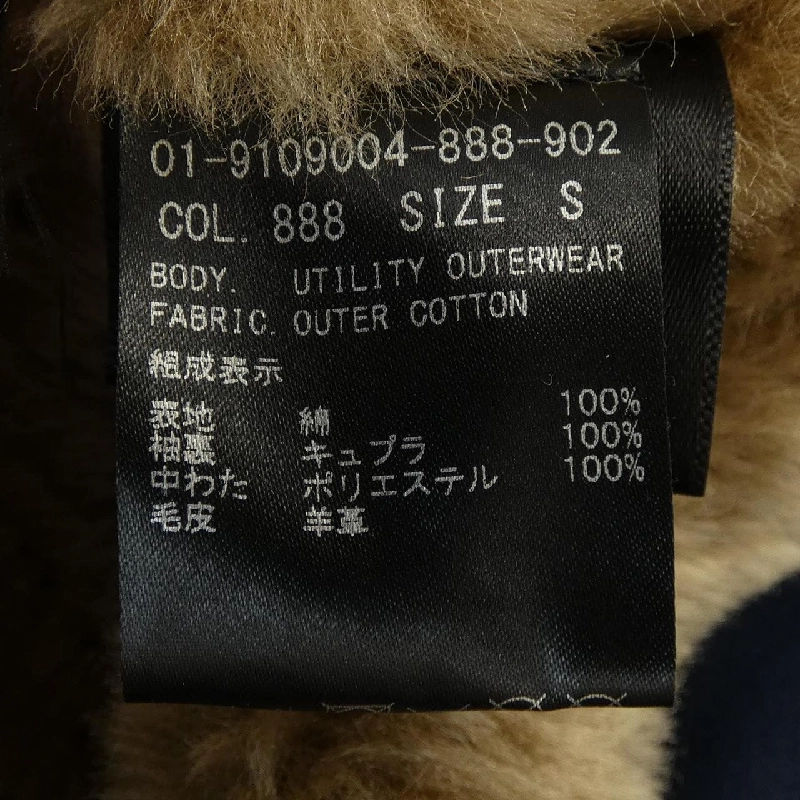 01-9109004-888-902
COL. 888 SIZE S
BODY. UTILITY OUTERWEAR
FABRIC. OUTER COTTON
組成表示
表地 綿 100%
袖裏 キュプラ 100%
中わた ポリエステル 100%
毛皮 羊革